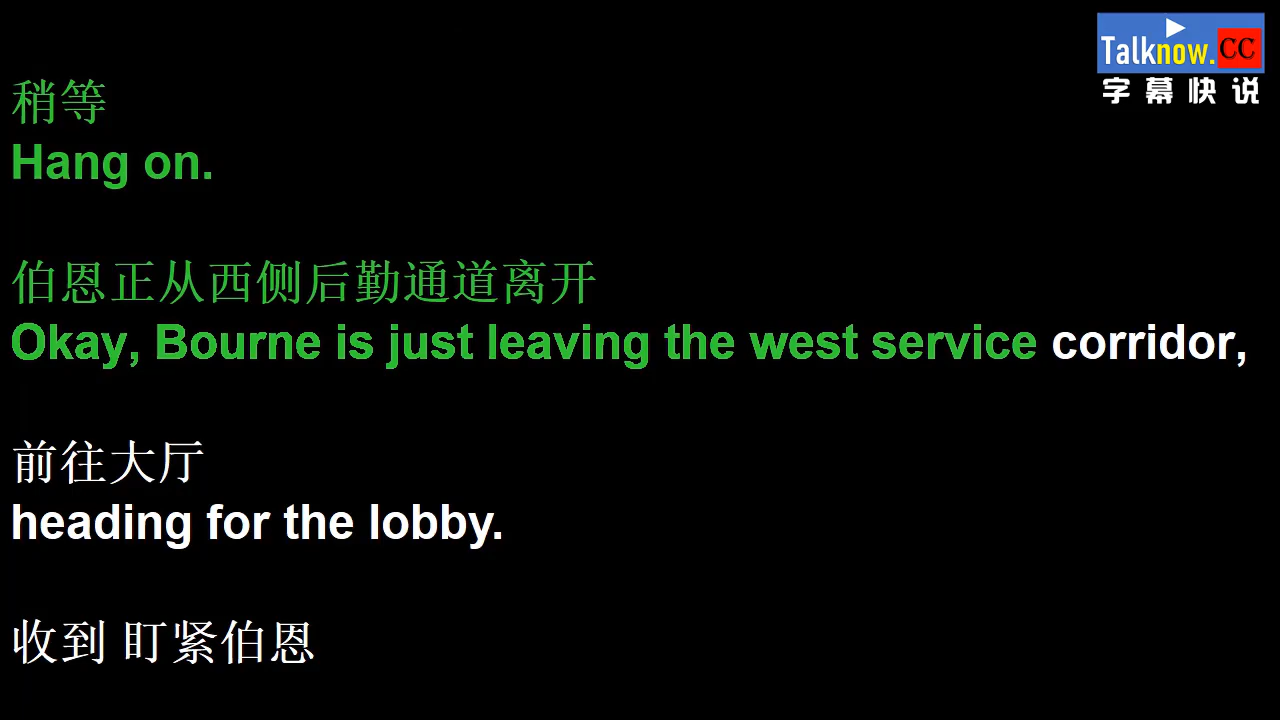 Talknow.CC
字幕快说
稍等
Hang on.
伯恩正从西侧后勤通道离开
Okay, Bourne is just leaving the west service corridor,
前往大厅
heading for the lobby.
收到 盯紧伯恩